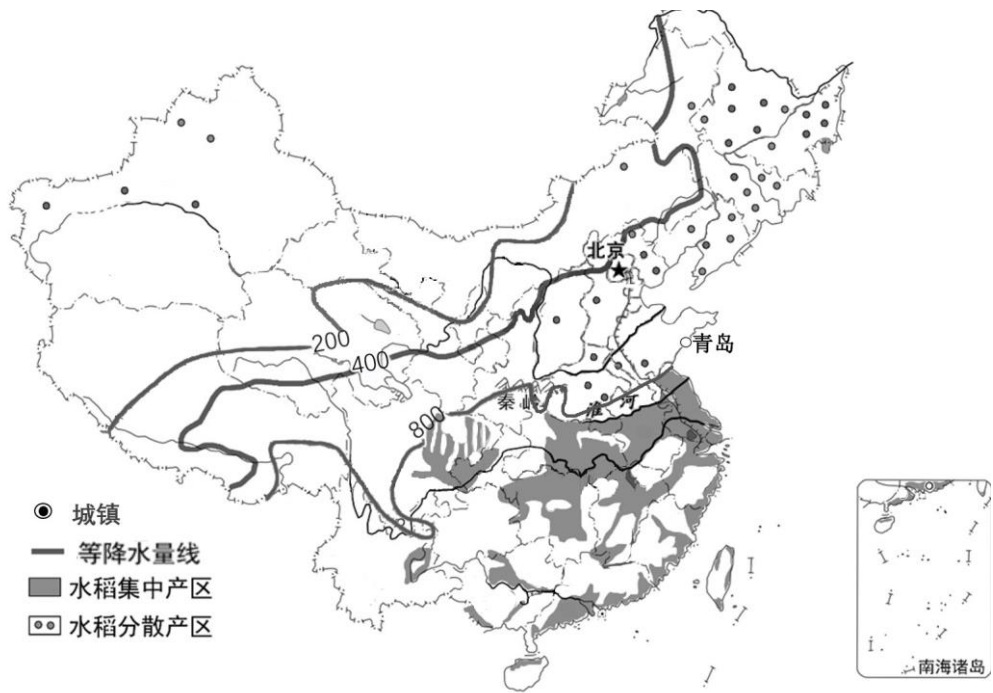 北京
青岛
200
400
800
秦岭
淮河
城镇
等降水量线
水稻集中产区
水稻分散产区
南海诸岛